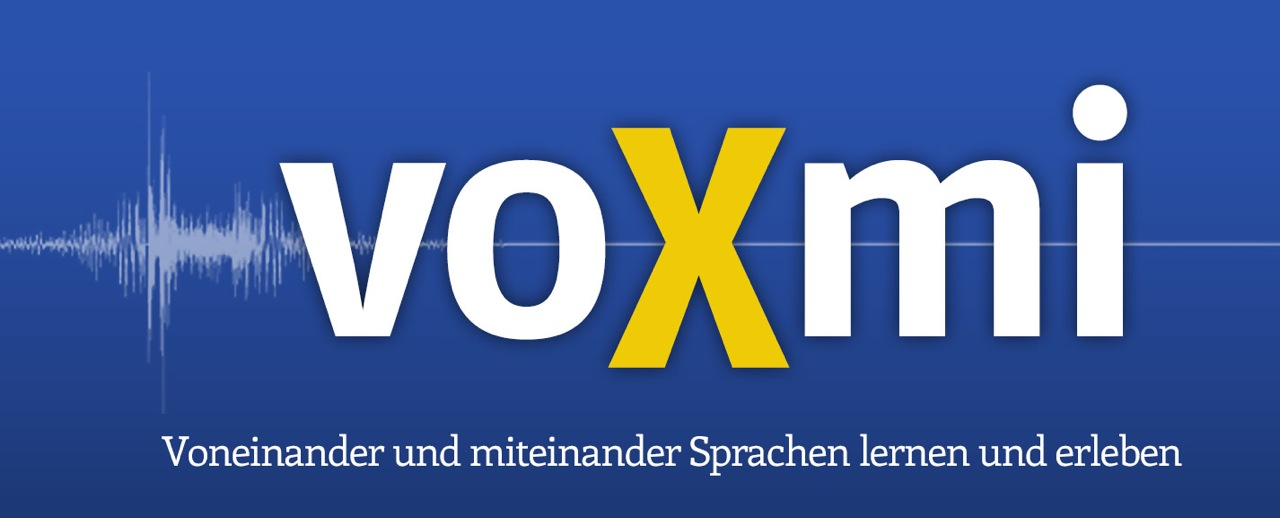 voXmi
Voneinander und miteinander Sprachen lernen und erleben